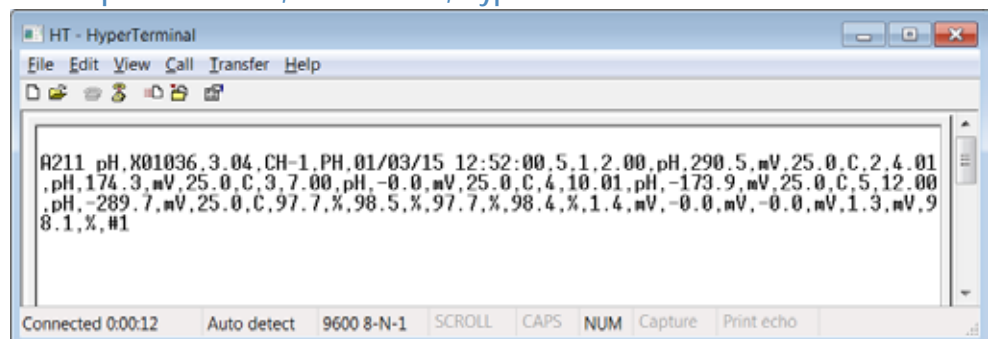 HT - HyperTerminal
File Edit View Call Transfer Help
A211 pH,X01036,3.04,CH-1,PH,01/03/15 12:52:00,5,1,2.00,pH,290.5,mV,25.0,C,2,4.01
,pH,174.3,mV,25.0,C,3,7.00,pH,-0.0,mV,25.0,C,4,10.01,pH,-173.9,mV,25.0,C,5,12.00
,pH,-289.7,mV,25.0,C,97.7,%,98.5,%,97.7,%,98.4,%,1.4,mV,-0.0,mV,-0.0,mV,1.3,mV,9
8.1,%,#1
Connected 0:00:12 Auto detect 9600 8-N-1 SCROLL CAPS NUM Capture Print echo